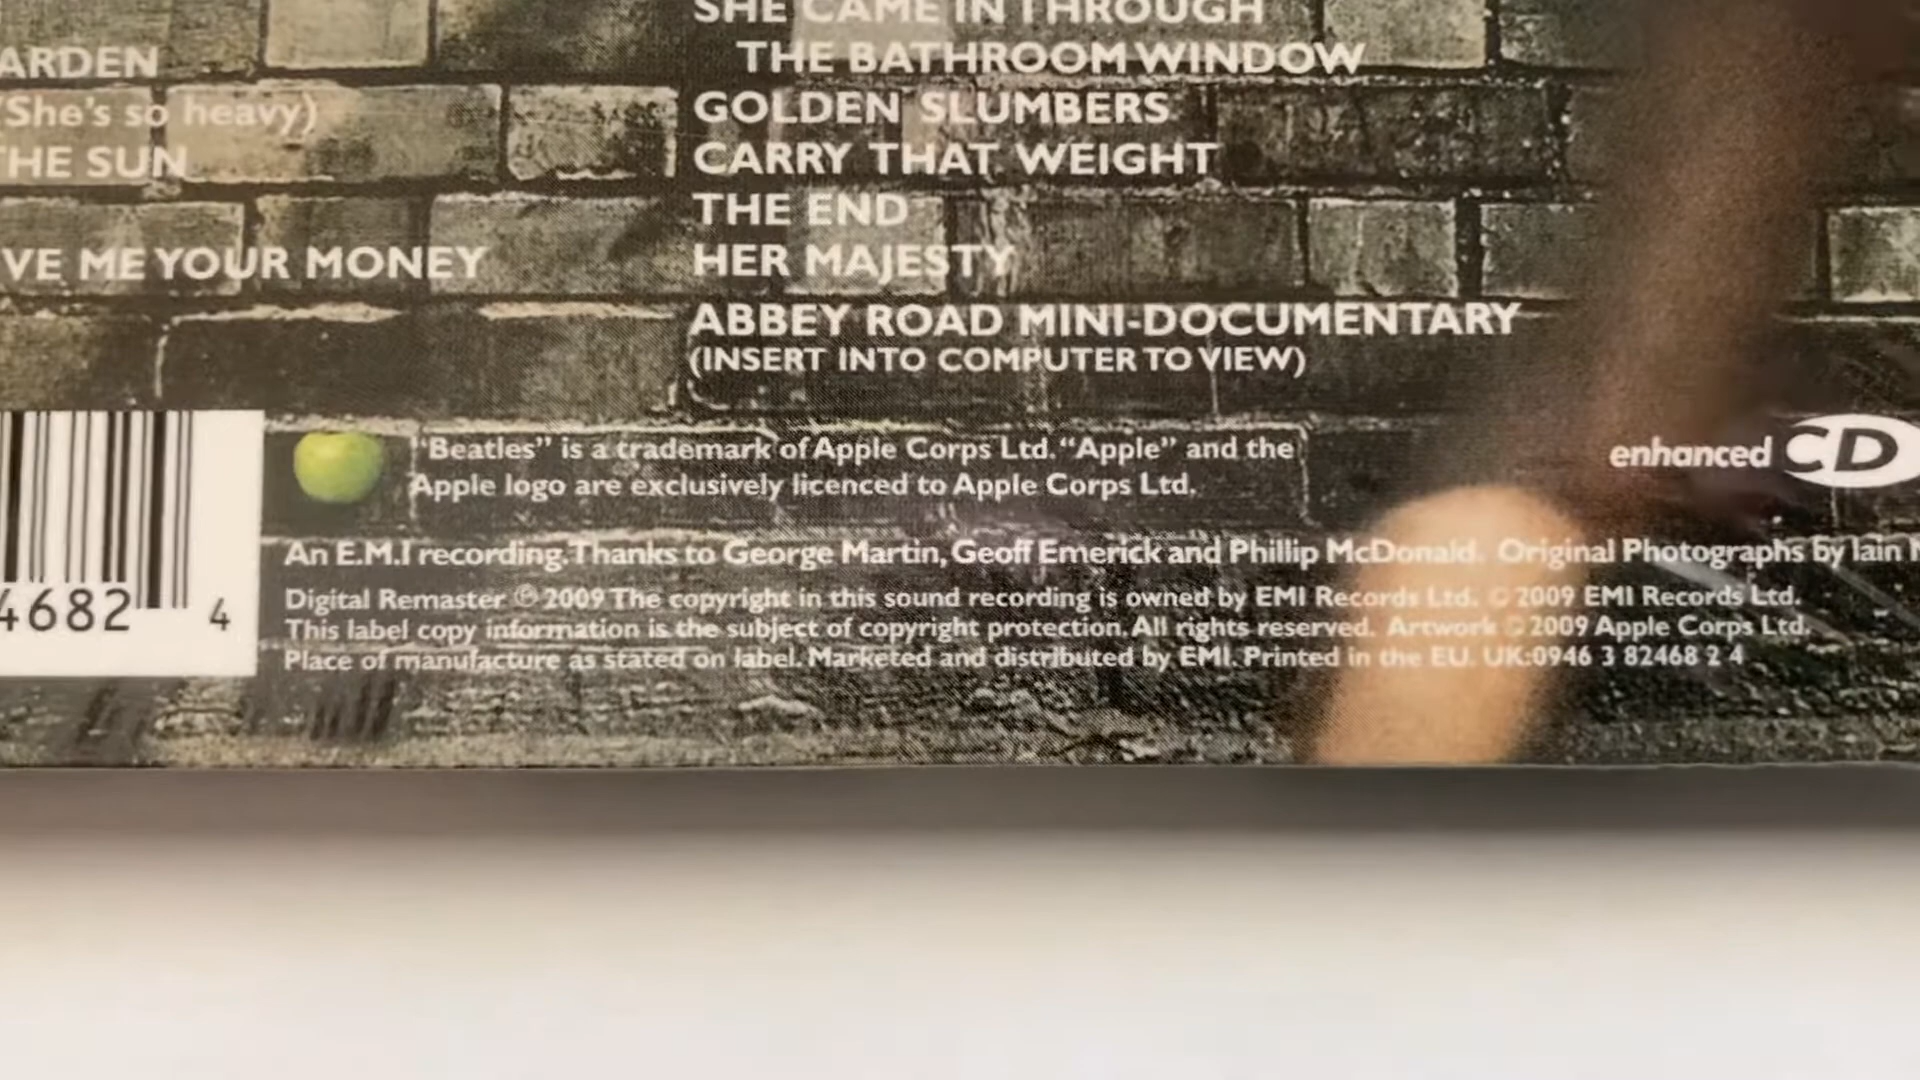 SHE CAME IN THROUGH
THE BATHROOM WINDOW
GOLDEN SLUMBERS
CARRY THAT WEIGHT
THE END
HER MAJESTY
ABBEY ROAD MINI-DOCUMENTARY
(INSERT INTO COMPUTER TO VIEW)
ARDEN
(She's so heavy)
THE SUN
VE ME YOUR MONEY
4682 4
"Beatles" is a trademark of Apple Corps Ltd. "Apple" and the
Apple logo are exclusively licenced to Apple Corps Ltd.
enhanced CD
An E.M.I recording. Thanks to George Martin, Geoff Emerick and Phillip McDonald. Original Photographs by Iain
Digital Remaster ℗ 2009 The copyright in this sound recording is owned by EMI Records Ltd. © 2009 EMI Records Ltd.
This label copy information is the subject of copyright protection. All rights reserved. Artwork © 2009 Apple Corps Ltd.
Place of manufacture as stated on label. Marketed and distributed by EMI. Printed in the EU. UK:0946 3 82468 2 4